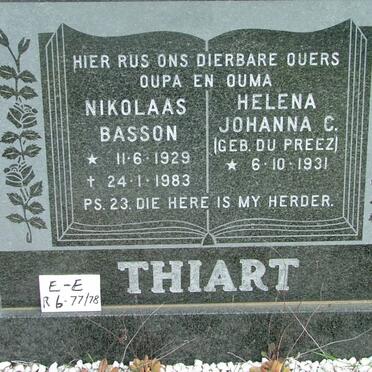 HIER RUS ONS DIERBARE OUERS
OUPA EN OUMA
NIKOLAAS
BASSON
★ 11-6-1929
† 24-1-1983
HELENA
JOHANNA C.
(GEB. DU PREEZ)
★ 6-10-1931
PS. 23. DIE HERE IS MY HERDER.
THIART
E-E
R 6-77/78